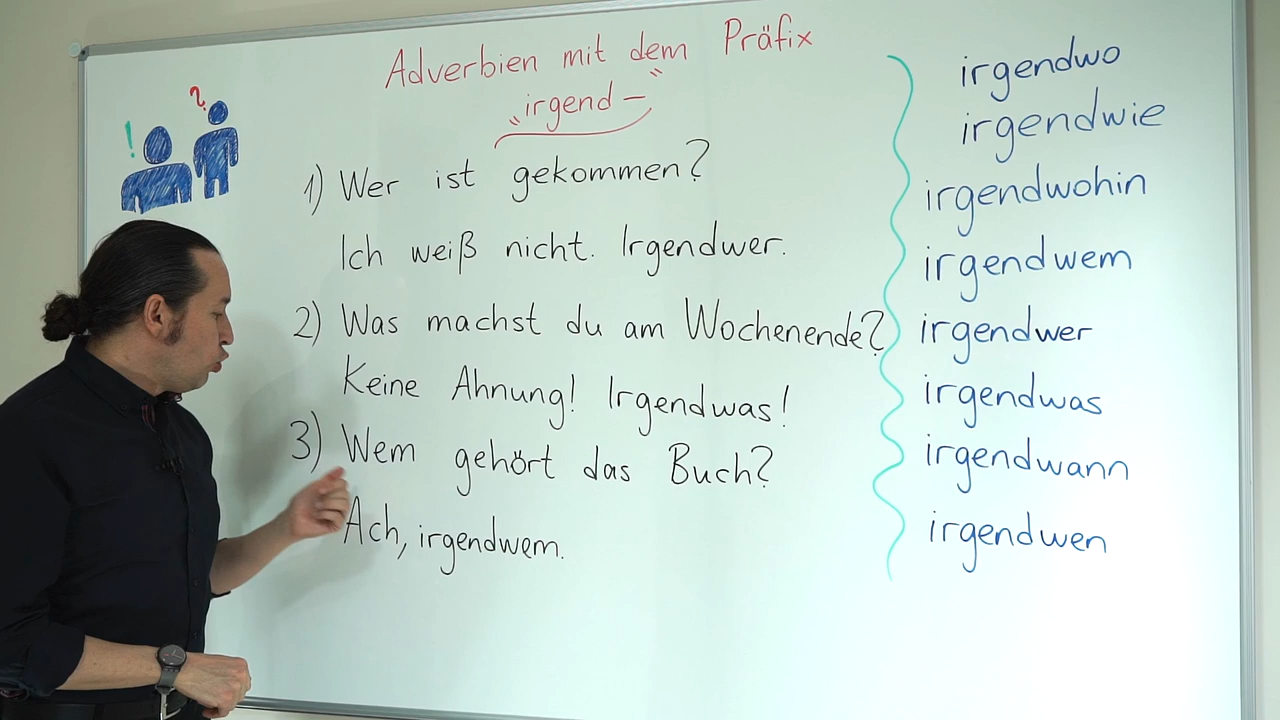 Adverbien mit dem Präfix
"irgend-"
1) Wer ist gekommen?
Ich weiß nicht. Irgendwer.
2) Was machst du am Wochenende?
Keine Ahnung! Irgendwas!
3) Wem gehört das Buch?
Ach, irgendwem.
irgendwo
irgendwie
irgendwohin
irgendwem
irgendwer
irgendwas
irgendwann
irgendwen
! ?